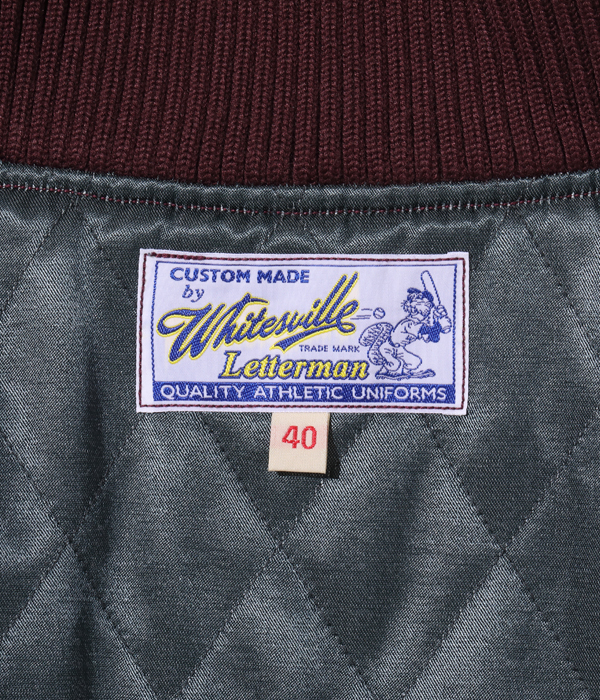 CUSTOM MADE
by
Whitesville
TRADE MARK
Letterman
QUALITY ATHLETIC UNIFORMS
40